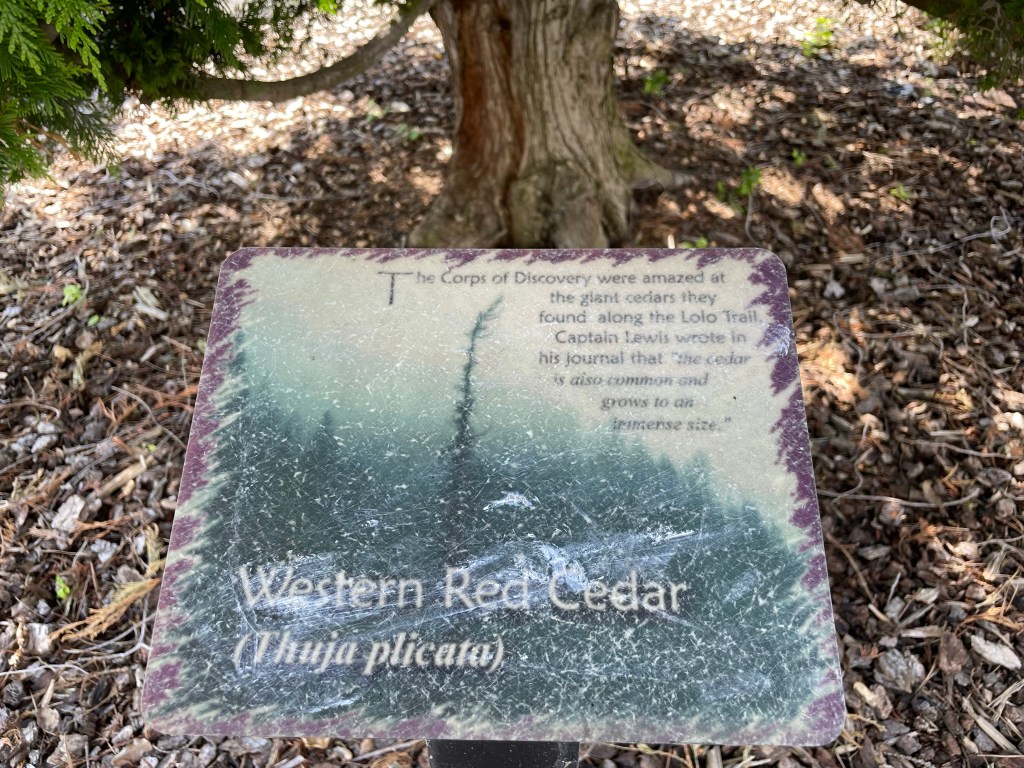 The Corps of Discovery were amazed at
the giant cedars they
found along the Lolo Trail.
Captain Lewis wrote in
his journal that "the cedar
is also common and
grows to an
immense size."
Western Red Cedar
(Thuja plicata)